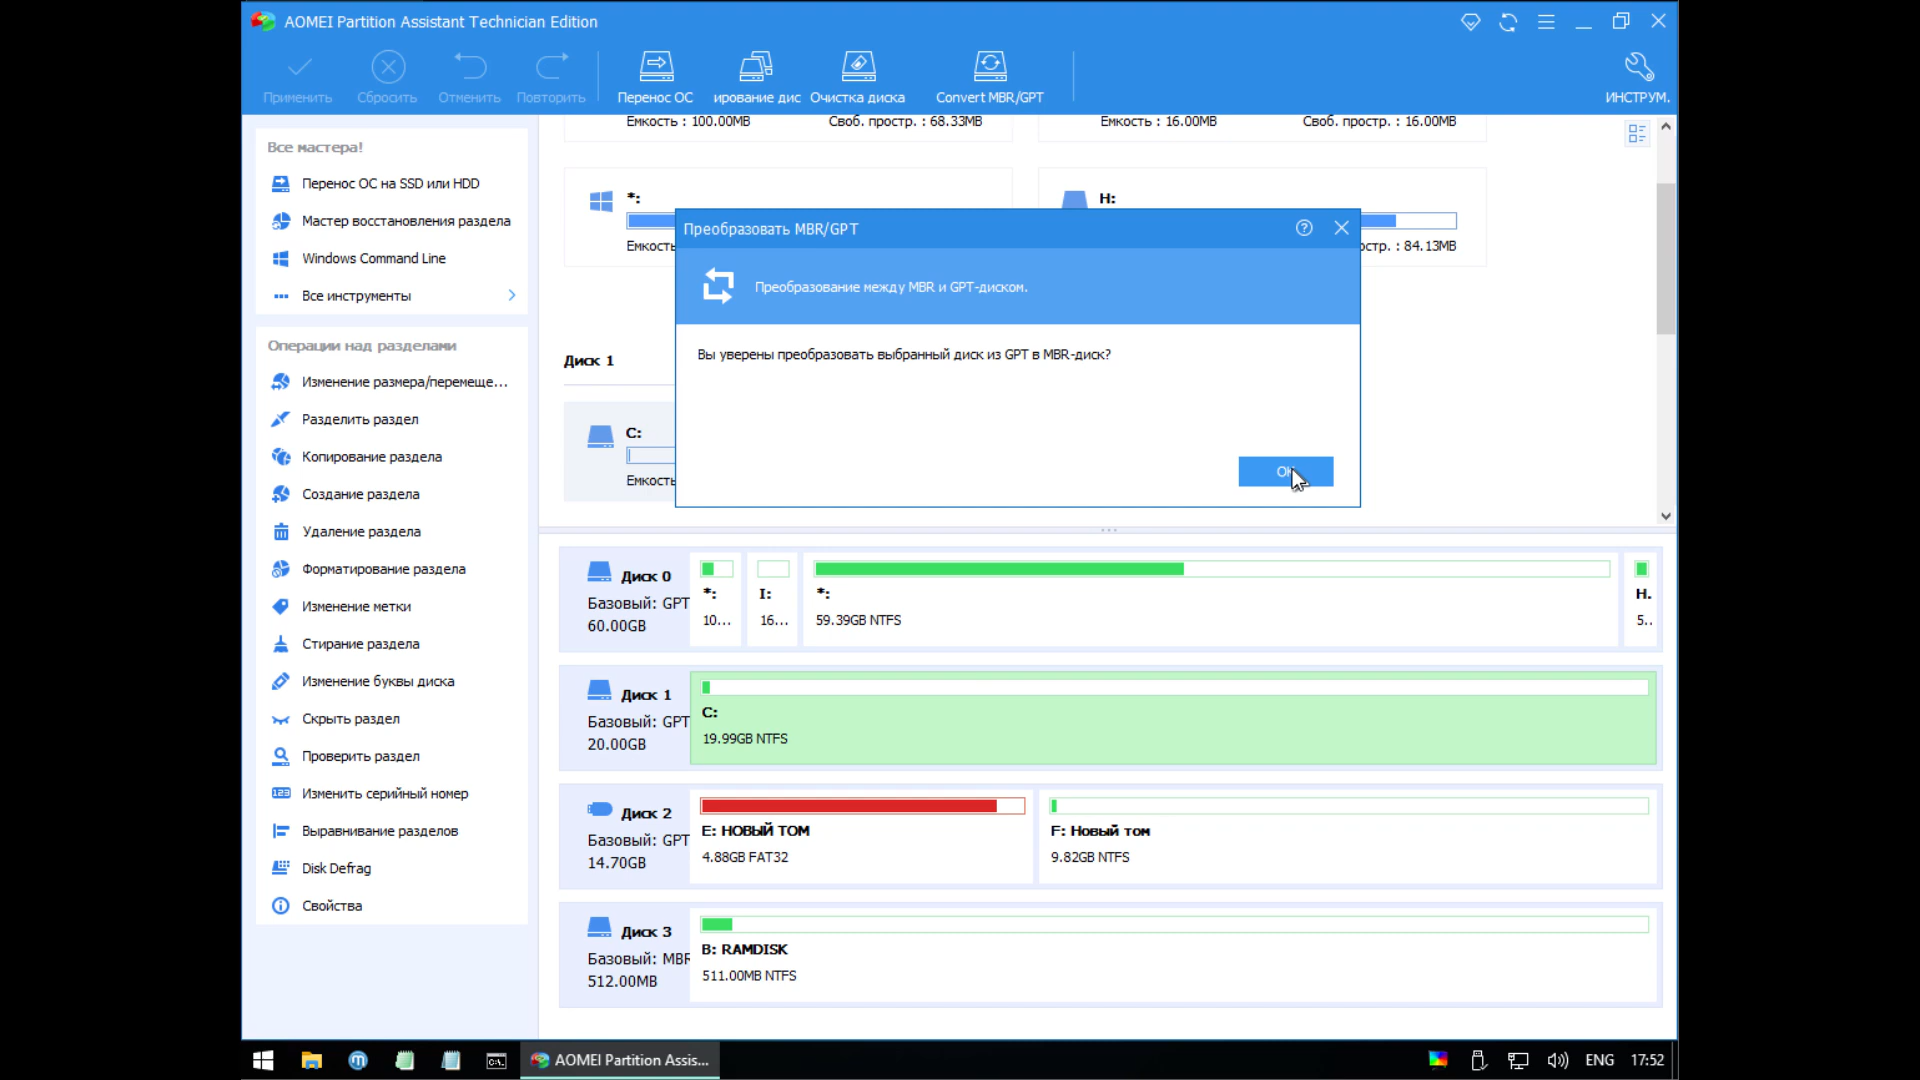 AOMEI Partition Assistant Technician Edition
Применить
Сбросить
Отменить
Повторить
Перенос ОС
ирование дис
Очистка диска
Convert MBR/GPT
ИНСТРУМ.
Все мастера!
Перенос ОС на SSD или HDD
Мастер восстановления раздела
Windows Command Line
Все инструменты
Операции над разделами
Изменение размера/перемеще...
Разделить раздел
Копирование раздела
Создание раздела
Удаление раздела
Форматирование раздела
Изменение метки
Стирание раздела
Изменение буквы диска
Скрыть раздел
Проверить раздел
Изменить серийный номер
Выравнивание разделов
Disk Defrag
Свойства
Емкость : 100.00MB
Своб. простр. : 68.33MB
Емкость : 16.00MB
Своб. простр. : 16.00MB
*:
Емкость
H:
остр. : 84.13MB
Диск 1
C:
Емкость
Преобразовать MBR/GPT
Преобразование между MBR и GPT-диском.
Вы уверены преобразовать выбранный диск из GPT в MBR-диск?
Диск 0
Базовый: GPT
60.00GB
*:
10...
I:
16...
*:
59.39GB NTFS
H.
5..
Диск 1
Базовый: GPT
20.00GB
C:
19.99GB NTFS
Диск 2
Базовый: GPT
14.70GB
E: НОВЫЙ ТОМ
4.88GB FAT32
F: Новый том
9.82GB NTFS
Диск 3
Базовый: MBR
512.00MB
B: RAMDISK
511.00MB NTFS
AOMEI Partition Assis...
ENG
17:52